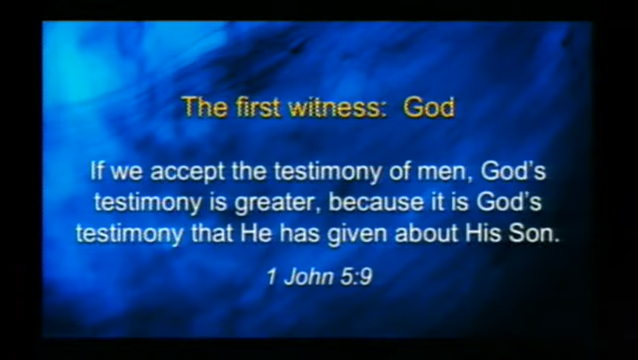 The first witness: God
If we accept the testimony of men, God's
testimony is greater, because it is God's
testimony that He has given about His Son.
1 John 5:9